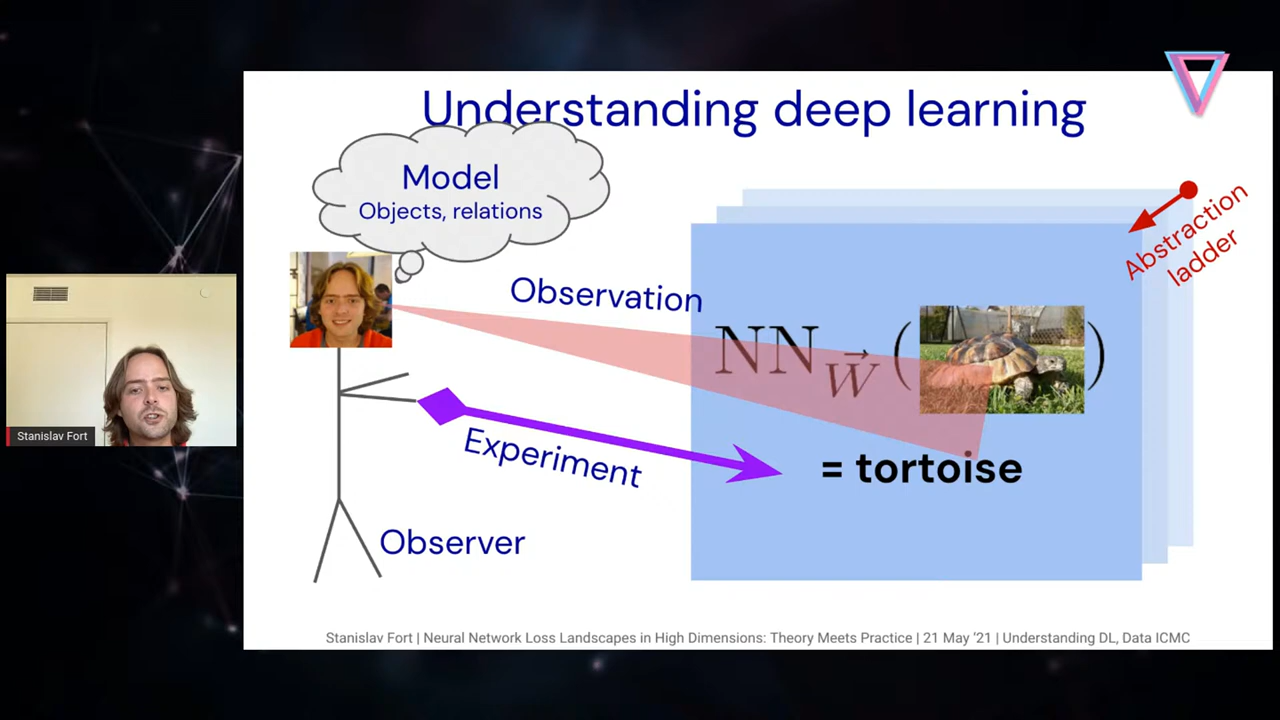 Understanding deep learning
Model
Objects, relations
Abstraction
ladder
Observation
NN W (
)
Experiment
= tortoise
Observer
Stanislav Fort
Stanislav Fort | Neural Network Loss Landscapes in High Dimensions: Theory Meets Practice | 21 May '21 | Understanding DL, Data ICMC